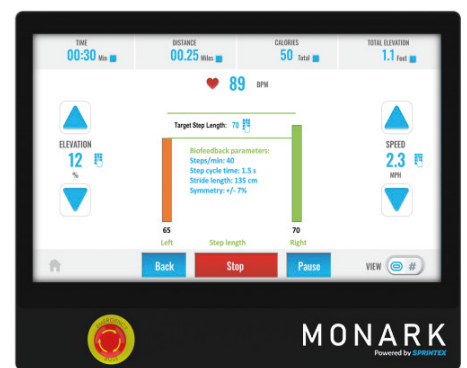 TIME
00:30 Min
DISTANCE
00.25 Miles
CALORIES
50 Total
TOTAL ELEVATION
1.1 Feet
89 BPM
Target Step Length: 70
ELEVATION
12
%
SPEED
2.3
MPH
Biofeedback parameters:
Steps/min: 40
Step cycle time: 1.5 s
Stride length: 135 cm
Symmetry: +/- 7%
65
70
Left
Step length
Right
Back
Stop
Pause
VIEW #
EMERGENCY
MONARK
Powered by SPRINTEX